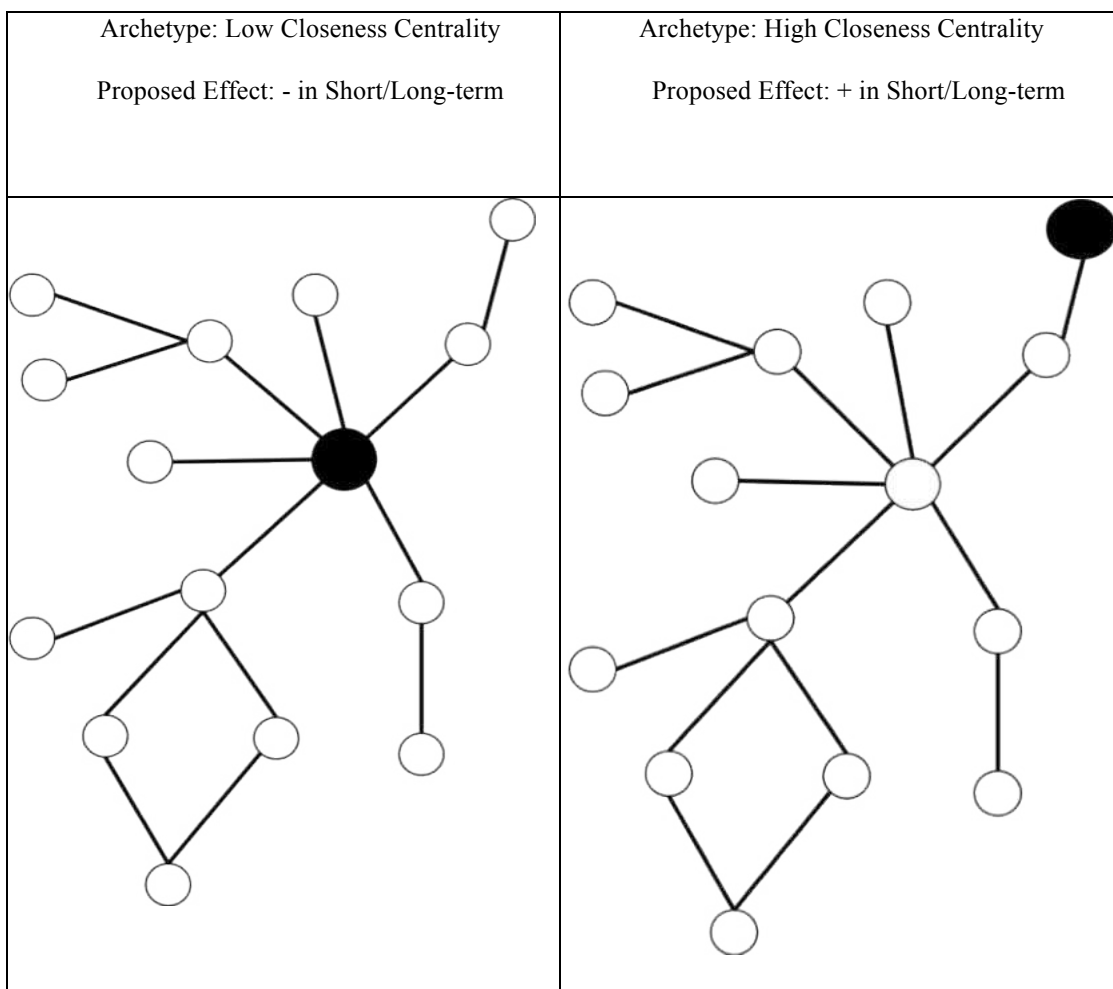 Archetype: Low Closeness Centrality
Proposed Effect: - in Short/Long-term
Archetype: High Closeness Centrality
Proposed Effect: + in Short/Long-term